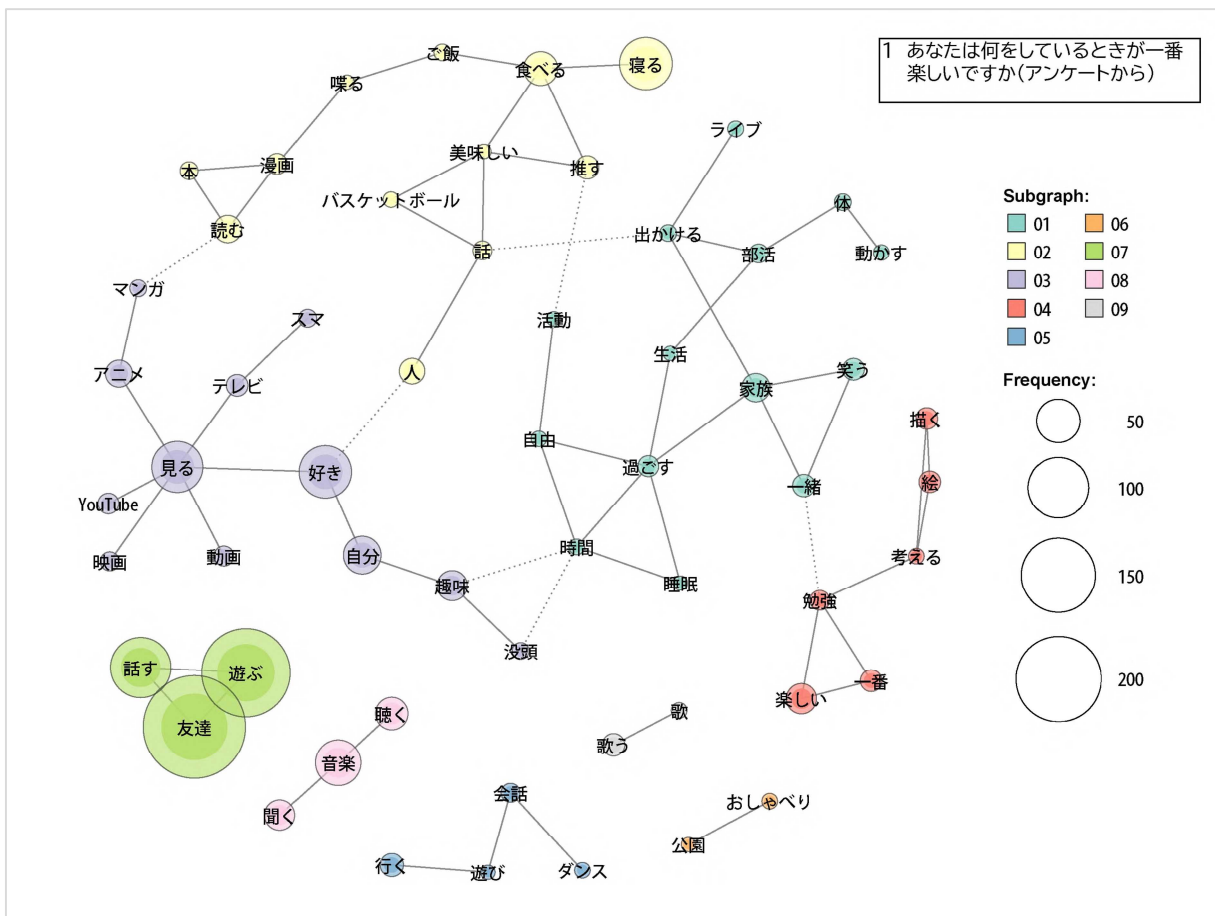 1 あなたは何をしているときが一番
楽しいですか(アンケートから)
ご飯
食べる
寝る
喋る
本
漫画
美味しい
推す
バスケットボール
読む
話
ライブ
体
出かける
部活
動かす
マンガ
スマ
活動
アニメ
テレビ
人
生活
家族
笑う
描く
自由
見る
好き
過ごす
一緒
絵
YouTube
映画
動画
自分
時間
考える
趣味
睡眠
勉強
没頭
話す
遊ぶ
友達
楽しい
一番
聴く
音楽
聞く
歌
歌う
会話
行く
遊び
ダンス
おしゃべり
公園
Subgraph:
01
02
03
04
05
06
07
08
09
Frequency:
50
100
150
200